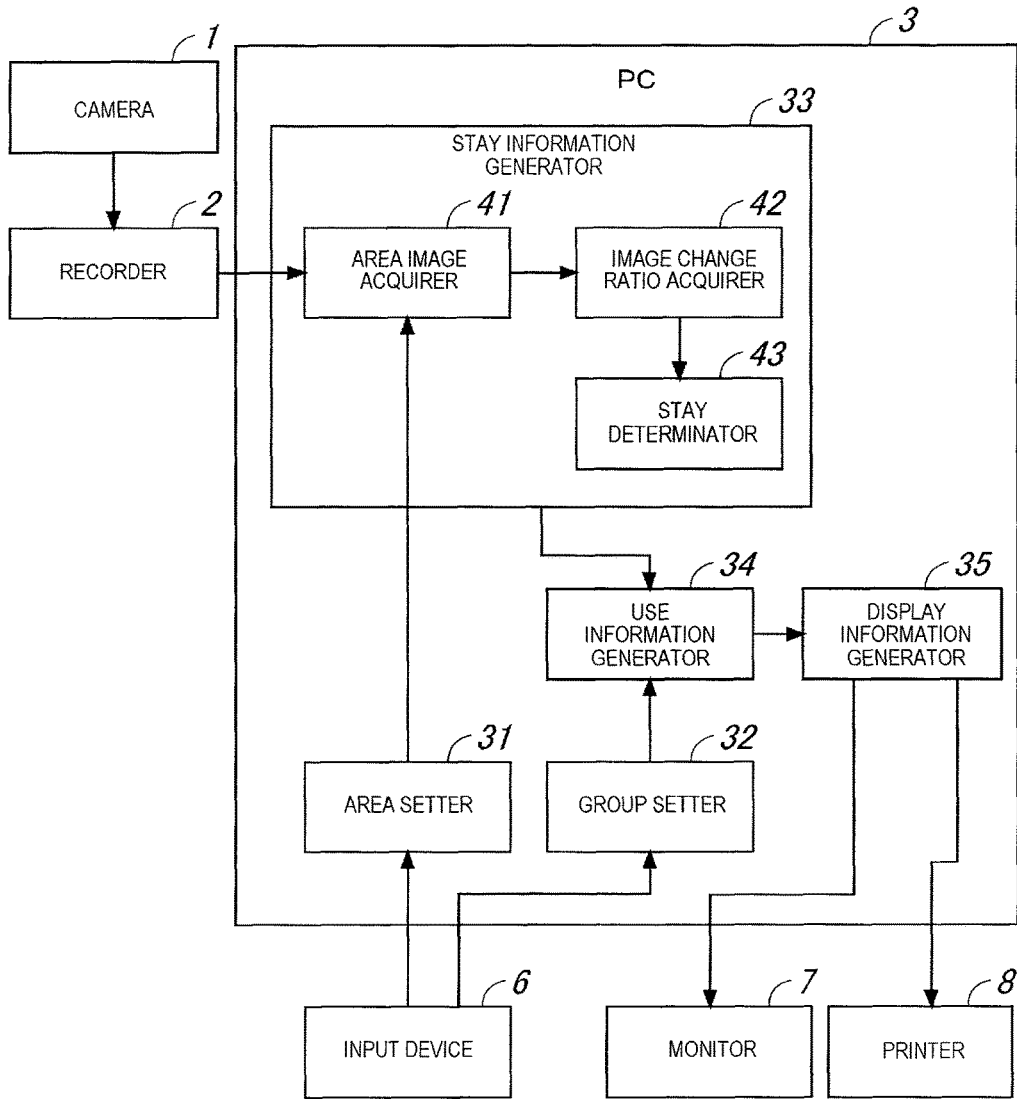 1
CAMERA
2
RECORDER
3
PC
33
STAY INFORMATION
GENERATOR
41
AREA IMAGE
ACQUIRER
42
IMAGE CHANGE
RATIO ACQUIRER
43
STAY
DETERMINATOR
34
USE
INFORMATION
GENERATOR
35
DISPLAY
INFORMATION
GENERATOR
31
AREA SETTER
32
GROUP SETTER
6
INPUT DEVICE
7
MONITOR
8
PRINTER